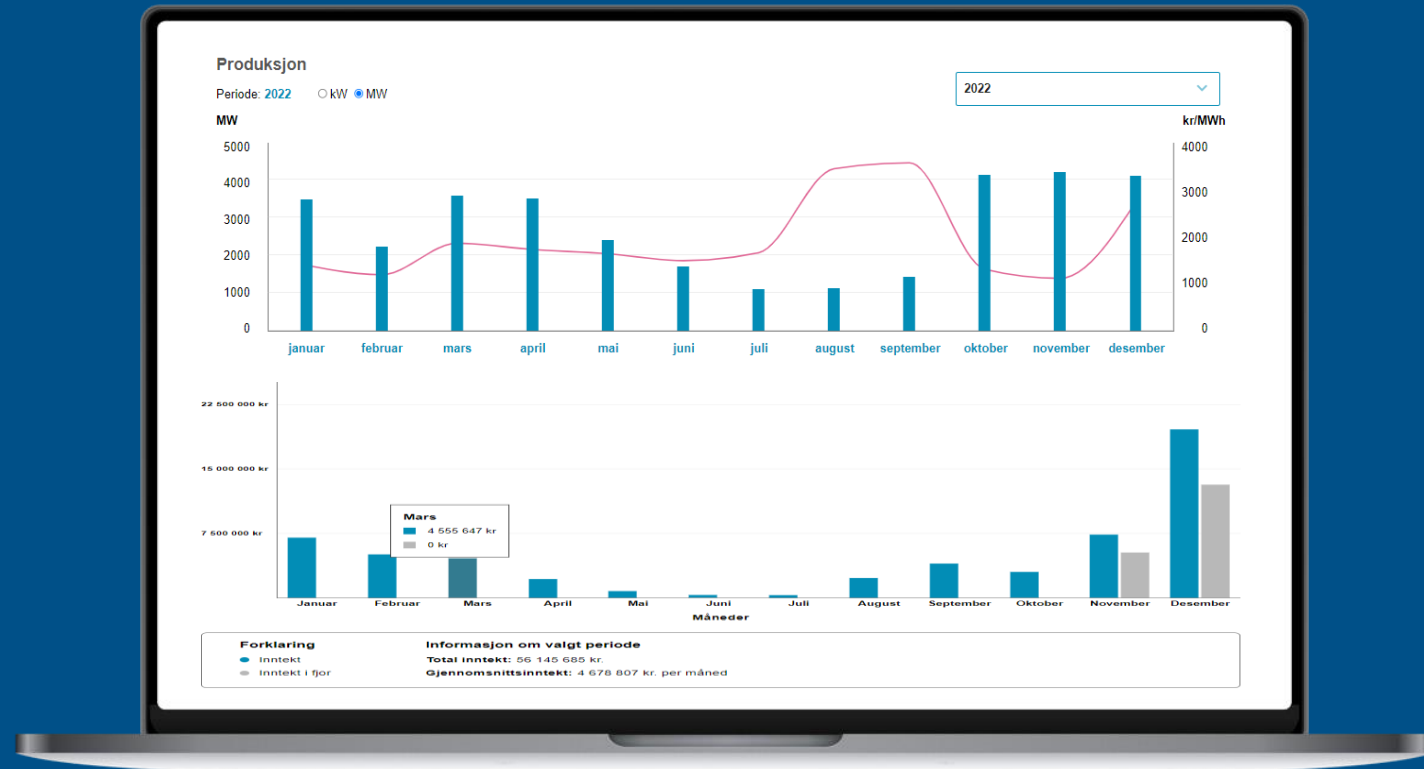 Produksjon
Periode: 2022 kW MW
2022
MW kr/MWh
5000 4000
4000 3000
3000 2000
2000 1000
1000 0
0
januar februar mars april mai juni juli august september oktober november desember
22 500 000 kr
15 000 000 kr
7 500 000 kr
Mars
4 555 647 kr
0 kr
Januar Februar Mars April Mai Juni Juli August September Oktober November Desember
Måneder
Forklaring Informasjon om valgt periode
Inntekt Total inntekt: 56 145 685 kr.
Inntekt i fjor Gjennomsnittsinntekt: 4 678 807 kr. per måned